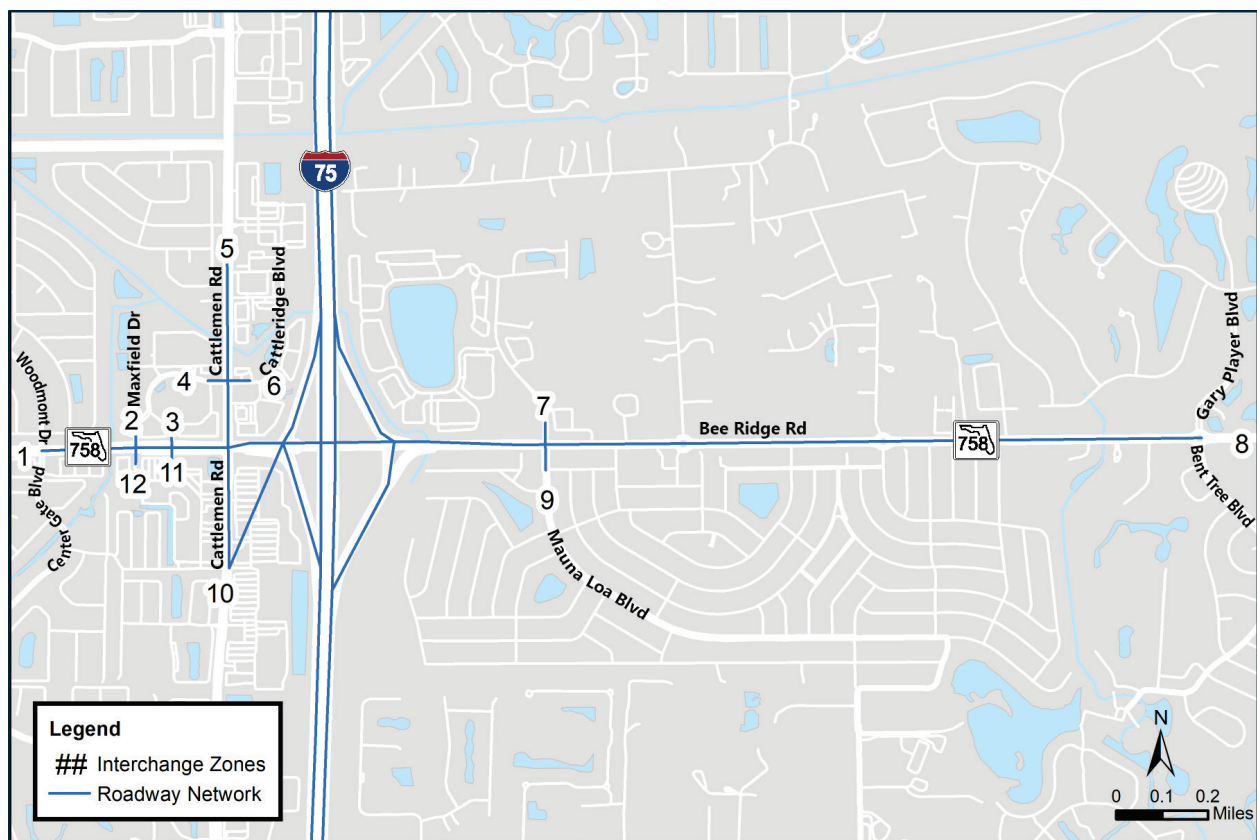 75
5
Cattlemen Rd
Cattleridge Blvd
Maxfield Dr
Woodmont Dr
4
6
2
3
7
Gary Player Blvd
758
Bee Ridge Rd
758
1
8
12
11
Center Gate Blvd
Cattlemen Rd
9
Bent Tree Blvd
10
Mauna Loa Blvd
Legend
## Interchange Zones
Roadway Network
N
0 0.1 0.2
Miles